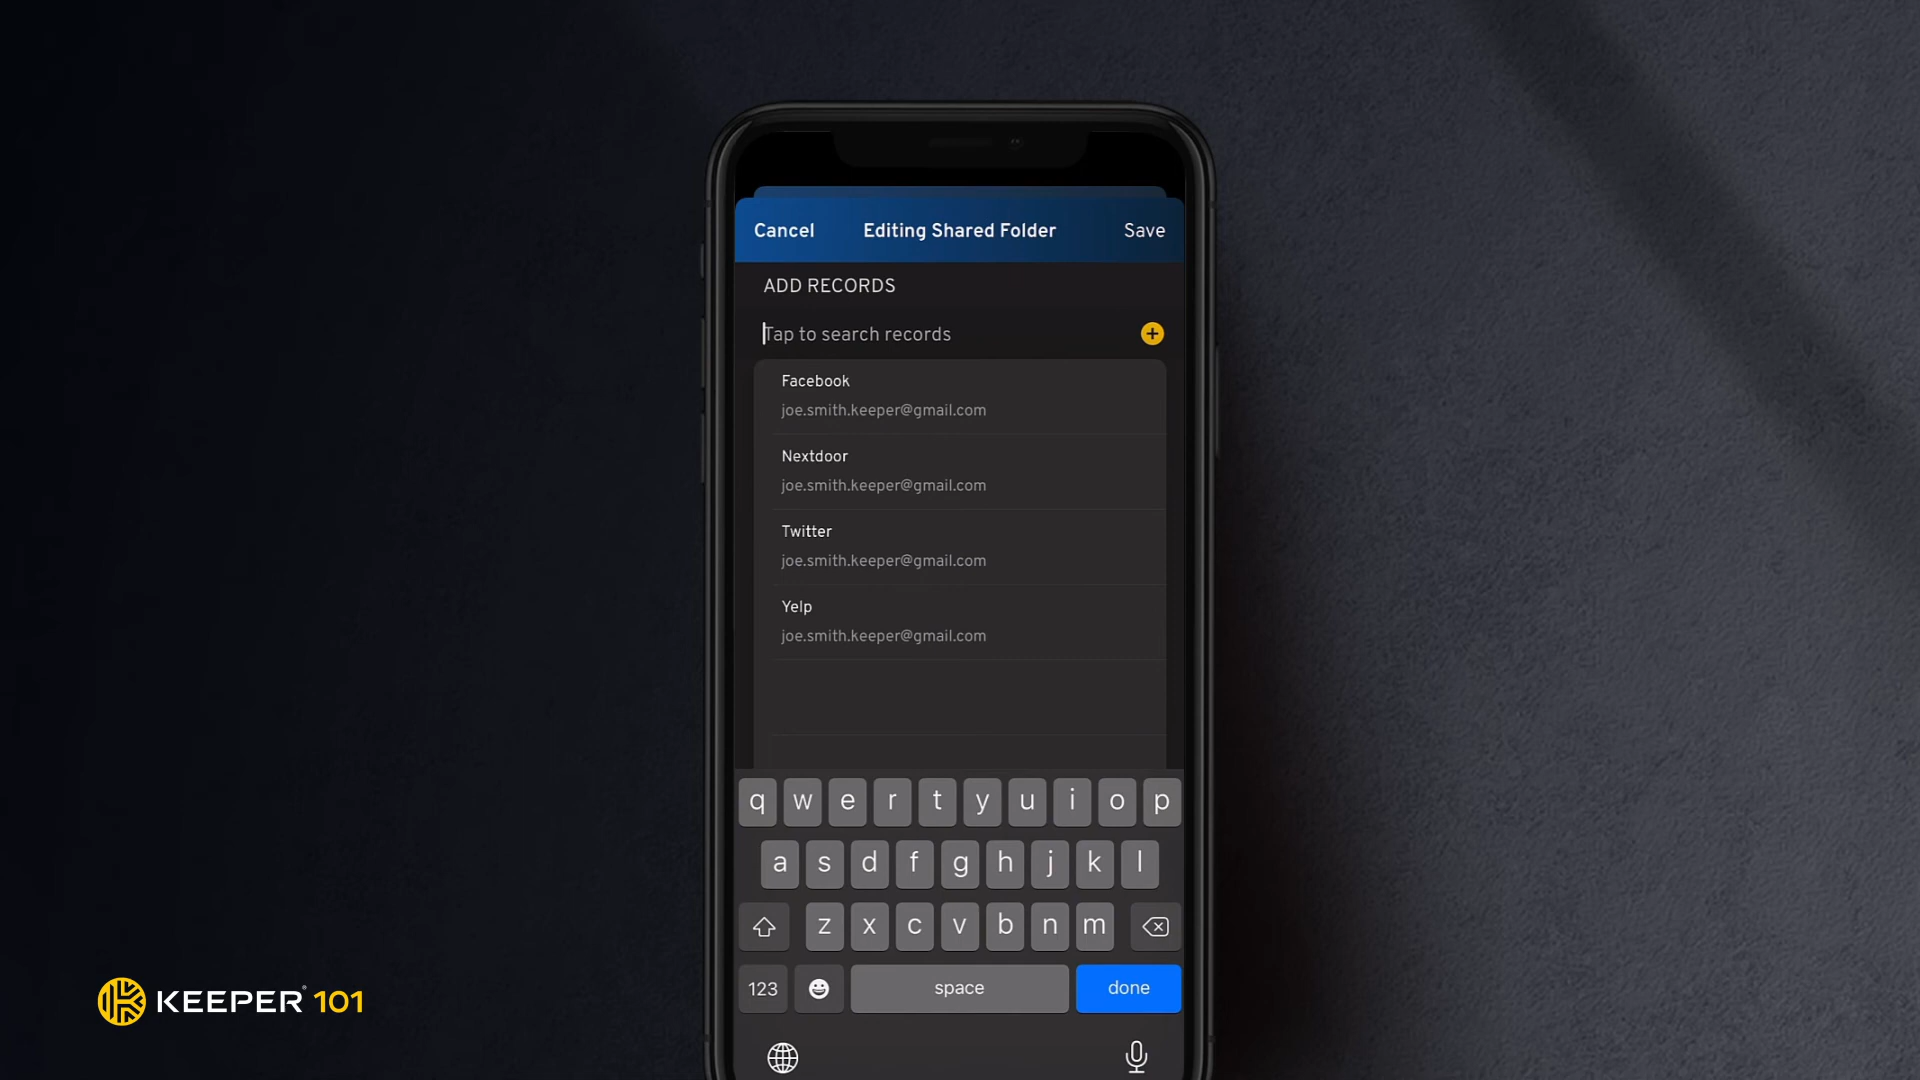 Cancel Editing Shared Folder Save
ADD RECORDS
Tap to search records
Facebook
joe.smith.keeper@gmail.com
Nextdoor
joe.smith.keeper@gmail.com
Twitter
joe.smith.keeper@gmail.com
Yelp
joe.smith.keeper@gmail.com
q w e r t y u i o p
a s d f g h j k l
z x c v b n m
123 space done
KEEPER® 101